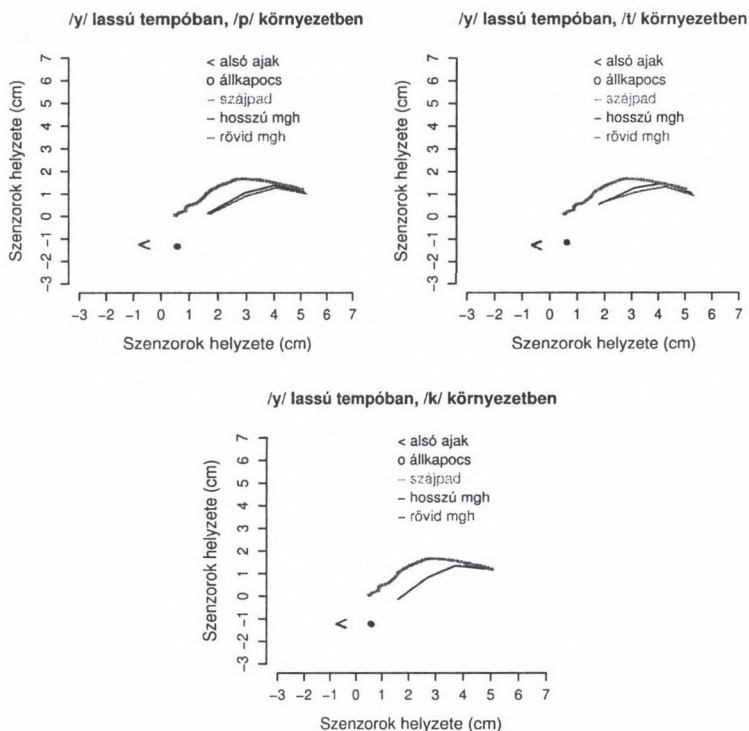 /y/ lassú tempóban, /p/ környezetben
Szenzorok helyzete (cm)
7
6
5
4
3
2
1
0
−1
−2
−3
< alsó ajak
o állkapocs
– szájpad
– hosszú mgh
– rövid mgh
−3 −2 −1 0 1 2 3 4 5 6 7
Szenzorok helyzete (cm)
/y/ lassú tempóban, /t/ környezetben
Szenzorok helyzete (cm)
7
6
5
4
3
2
1
0
−1
−2
−3
< alsó ajak
o állkapocs
– szájpad
– hosszú mgh
– rövid mgh
−3 −2 −1 0 1 2 3 4 5 6 7
Szenzorok helyzete (cm)
/y/ lassú tempóban, /k/ környezetben
Szenzorok helyzete (cm)
7
6
5
4
3
2
1
0
−1
−2
−3
< alsó ajak
o állkapocs
– szájpad
– hosszú mgh
– rövid mgh
−3 −2 −1 0 1 2 3 4 5 6 7
Szenzorok helyzete (cm)